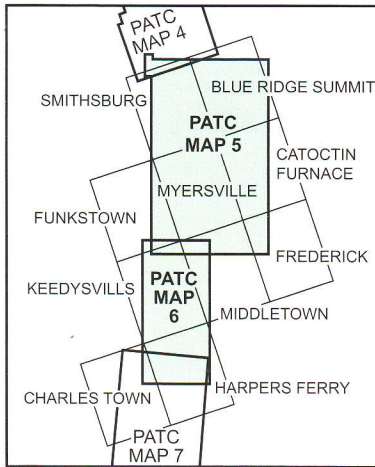 PATC
MAP 4
SMITHSBURG
BLUE RIDGE SUMMIT
PATC
MAP 5
CATOCTIN
FURNACE
MYERSVILLE
FUNKSTOWN
FREDERICK
KEEDYSVILLS
PATC
MAP
6
MIDDLETOWN
CHARLES TOWN
HARPERS FERRY
PATC
MAP 7